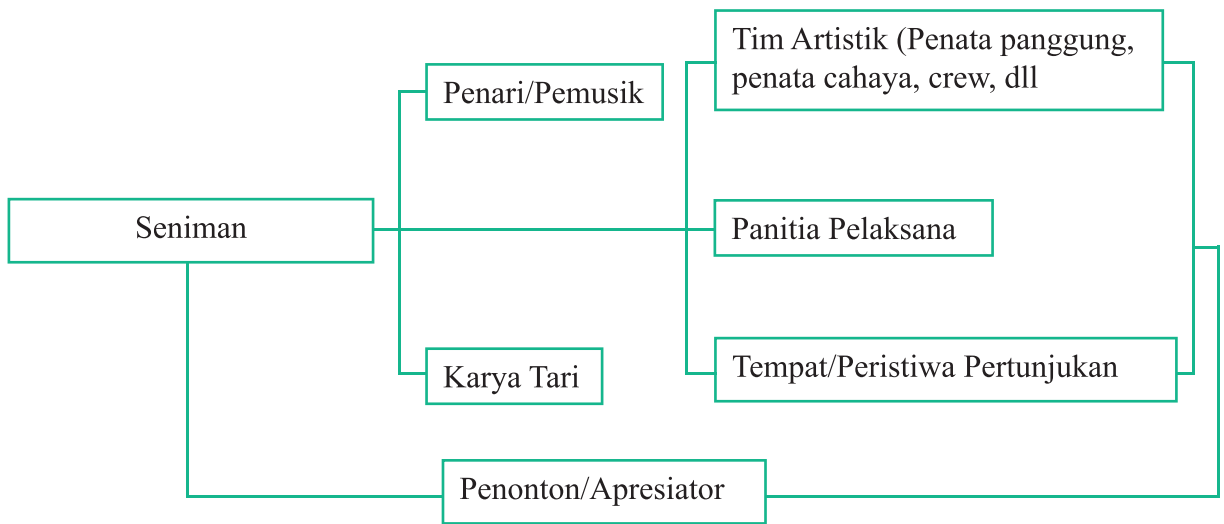 Tim Artistik (Penata panggung,
penata cahaya, crew, dll
Penari/Pemusik
Seniman
Panitia Pelaksana
Tempat/Peristiwa Pertunjukan
Karya Tari
Penonton/Apresiator